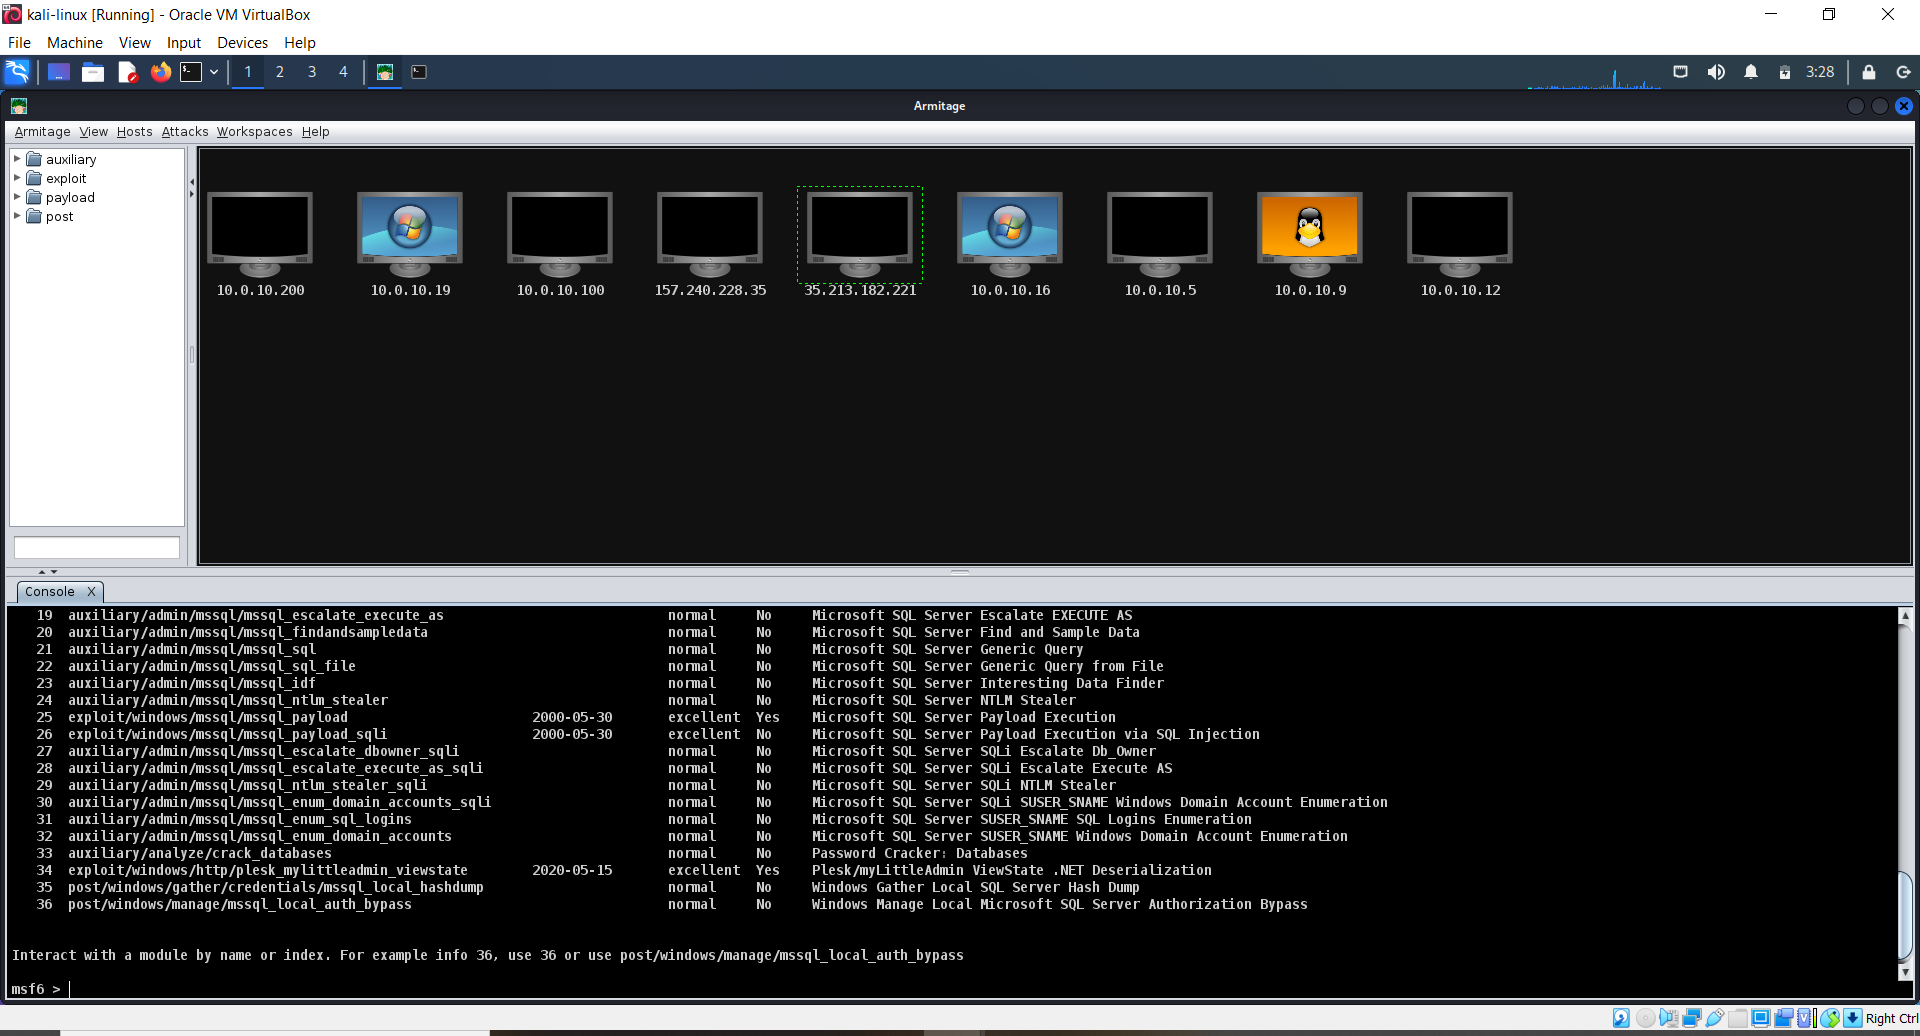 kali-linux [Running] - Oracle VM VirtualBox
File Machine View Input Devices Help
1 2 3 4 3:28
Armitage
Armitage View Hosts Attacks Workspaces Help
auxiliary
exploit
payload
post
10.0.10.200 10.0.10.19 10.0.10.100 157.240.228.35 35.213.182.221 10.0.10.16 10.0.10.5 10.0.10.9 10.0.10.12
Console X
19 auxiliary/admin/mssql/mssql_escalate_execute_as normal No Microsoft SQL Server Escalate EXECUTE AS
20 auxiliary/admin/mssql/mssql_findandsampledata normal No Microsoft SQL Server Find and Sample Data
21 auxiliary/admin/mssql/mssql_sql normal No Microsoft SQL Server Generic Query
22 auxiliary/admin/mssql/mssql_sql_file normal No Microsoft SQL Server Generic Query from File
23 auxiliary/admin/mssql/mssql_idf normal No Microsoft SQL Server Interesting Data Finder
24 auxiliary/admin/mssql/mssql_ntlm_stealer normal No Microsoft SQL Server NTLM Stealer
25 exploit/windows/mssql/mssql_payload 2000-05-30 excellent Yes Microsoft SQL Server Payload Execution
26 exploit/windows/mssql/mssql_payload_sqli 2000-05-30 excellent No Microsoft SQL Server Payload Execution via SQL Injection
27 auxiliary/admin/mssql/mssql_escalate_dbowner_sqli normal No Microsoft SQL Server SQLi Escalate Db_Owner
28 auxiliary/admin/mssql/mssql_escalate_execute_as_sqli normal No Microsoft SQL Server SQLi Escalate Execute AS
29 auxiliary/admin/mssql/mssql_ntlm_stealer_sqli normal No Microsoft SQL Server SQLi NTLM Stealer
30 auxiliary/admin/mssql/mssql_enum_domain_accounts_sqli normal No Microsoft SQL Server SQLi SUSER_SNAME Windows Domain Account Enumeration
31 auxiliary/admin/mssql/mssql_enum_sql_logins normal No Microsoft SQL Server SUSER_SNAME SQL Logins Enumeration
32 auxiliary/admin/mssql/mssql_enum_domain_accounts normal No Microsoft SQL Server SUSER_SNAME Windows Domain Account Enumeration
33 auxiliary/analyze/crack_databases normal No Password Cracker: Databases
34 exploit/windows/http/plesk_mylittleadmin_viewstate 2020-05-15 excellent Yes Plesk/myLittleAdmin ViewState .NET Deserialization
35 post/windows/gather/credentials/mssql_local_hashdump normal No Windows Gather Local SQL Server Hash Dump
36 post/windows/manage/mssql_local_auth_bypass normal No Windows Manage Local Microsoft SQL Server Authorization Bypass
Interact with a module by name or index. For example info 36, use 36 or use post/windows/manage/mssql_local_auth_bypass
msf6 >
Right Ctrl